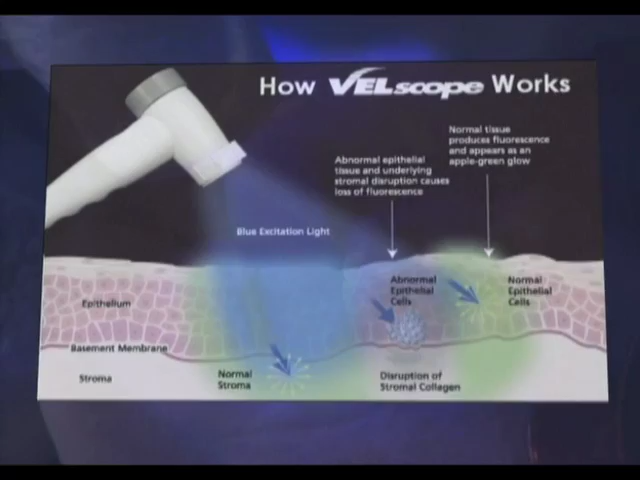 How VELscope Works
Normal tissue
produces fluorescence
and appears as an
apple-green glow
Abnormal epithelial
tissue and underlying
stromal disruption causes
loss of fluorescence
Blue Excitation Light
Abnormal
Epithelial
Cells
Normal
Epithelial
Cells
Epithelium
Basement Membrane
Stroma
Normal
Stroma
Disruption of
Stromal Collagen